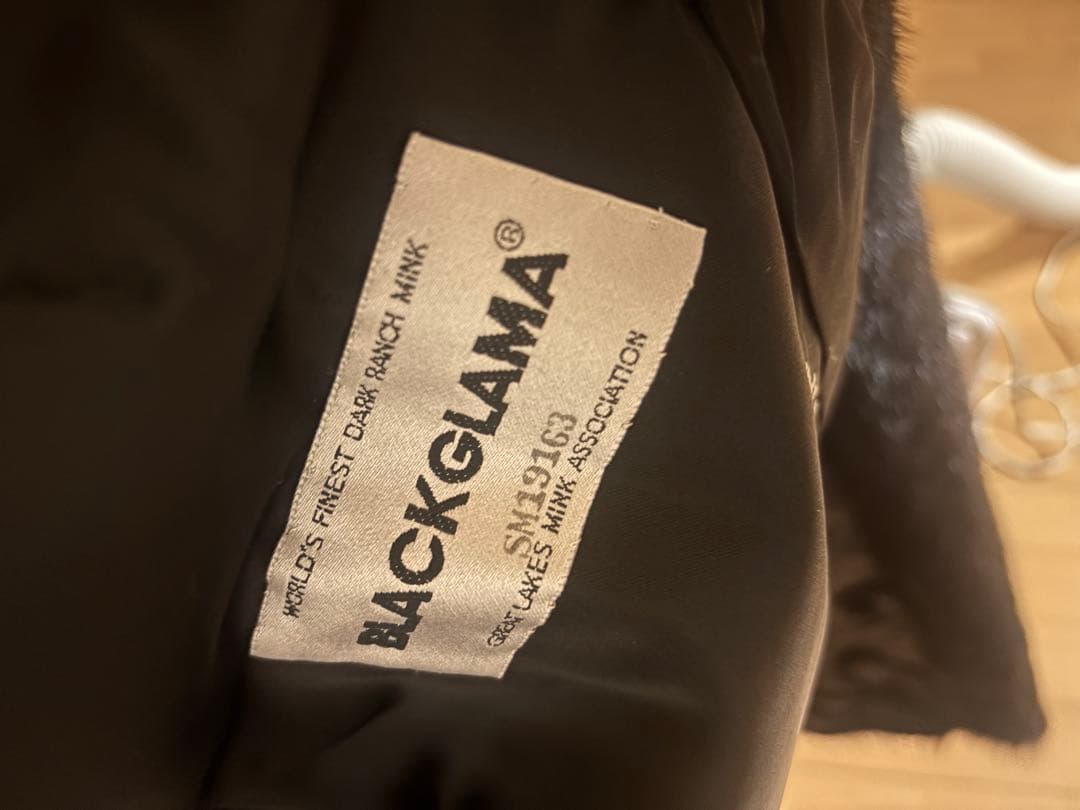 WORLD'S FINEST DARK RANCH MINK
BLACKGLAMA®
SM19163
GREAT LAKES MINK ASSOCIATION